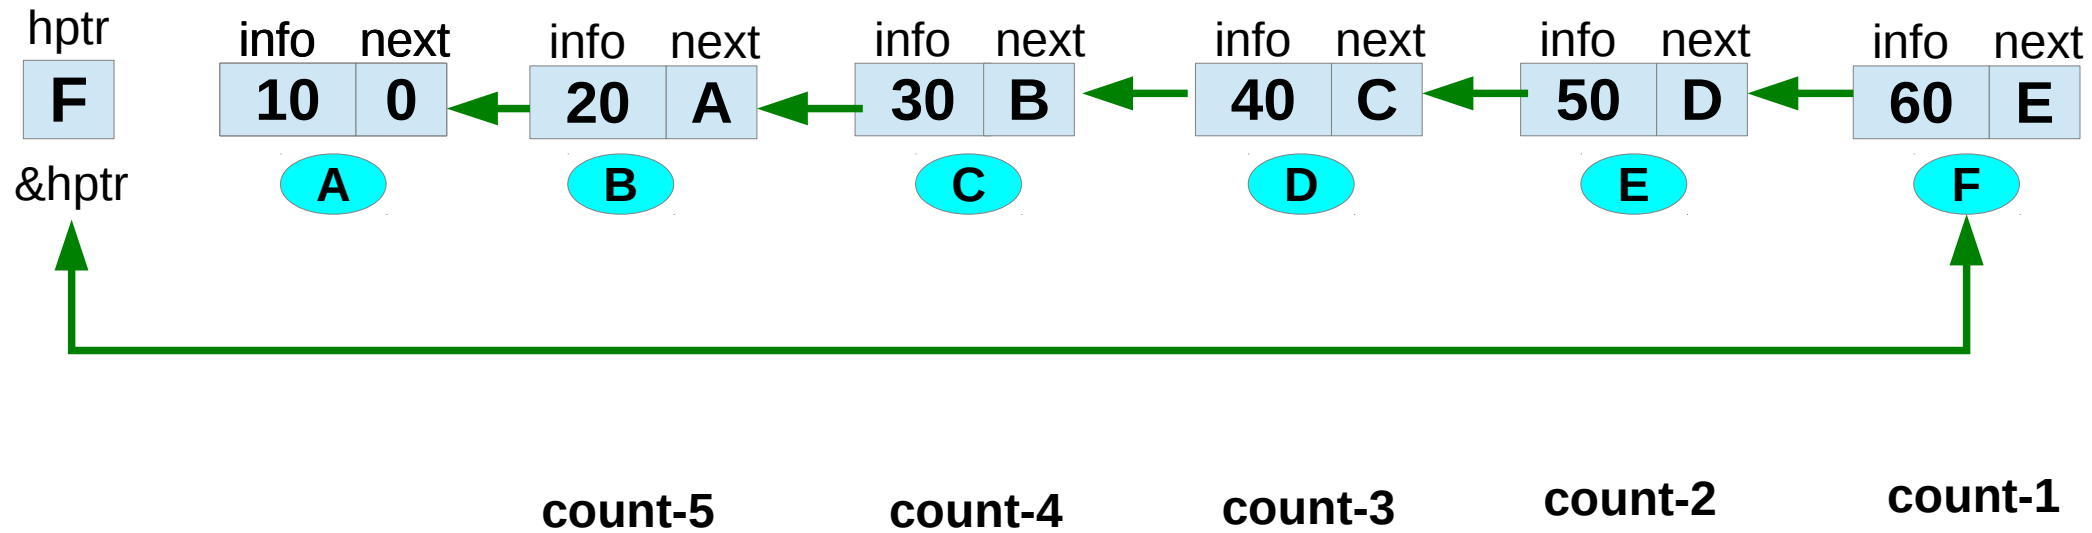 hptr info next info next info next info next info next info next
F 10 0 20 A 30 B 40 C 50 D 60 E
&hptr A B C D E F
count-5 count-4 count-3 count-2 count-1